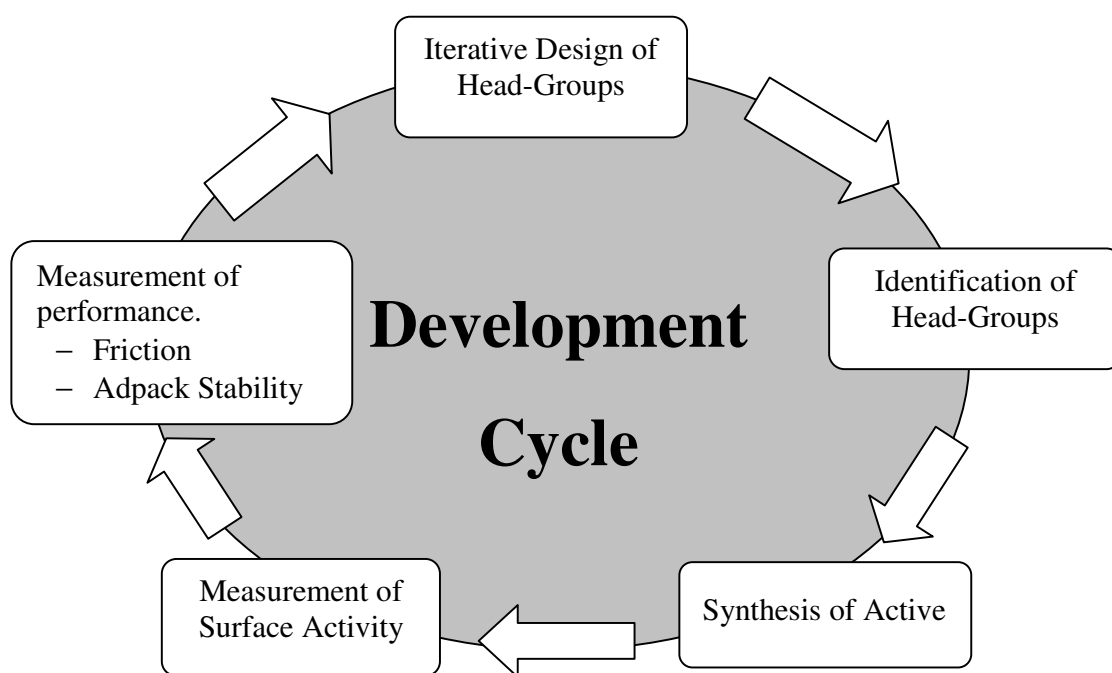 Iterative Design of
Head-Groups
Identification of
Head-Groups
Synthesis of Active
Measurement of
Surface Activity
Measurement of
performance.
– Friction
– Adpack Stability
Development
Cycle